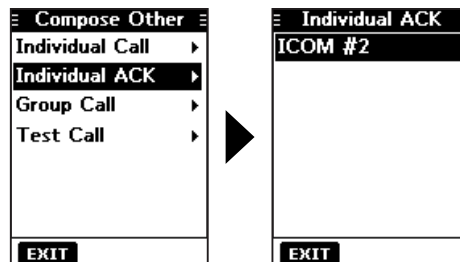 Compose Other
Individual Call
Individual ACK
Group Call
Test Call
EXIT
Individual ACK
ICOM #2
EXIT